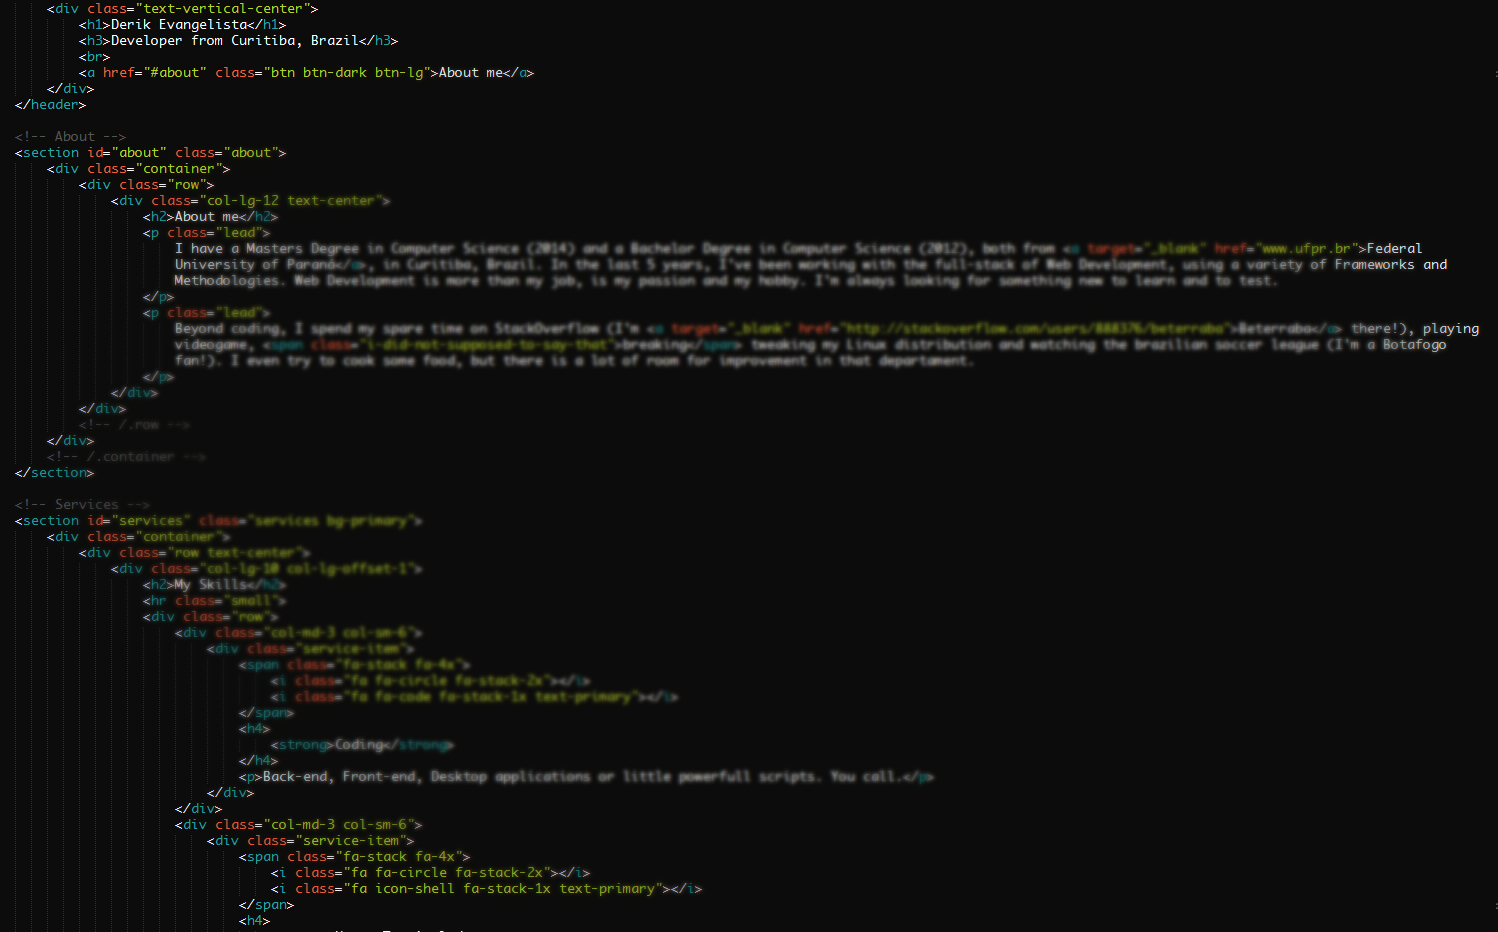 <div class="text-vertical-center">
<h1>Derik Evangelista</h1>
<h3>Developer from Curitiba, Brazil</h3>
<br>
<a href="#about" class="btn btn-dark btn-lg">About me</a>
</div>
</header>
<!-- About -->
<section id="about" class="about">
<div class="container">
<div class="row">
<div class="col-lg-12 text-center">
<h2>About me</h2>
<p class="lead">
I have a Masters Degree in Computer Science (2014) and a Bachelor Degree in Computer Science (2012), both from <a target="_blank" href="www.ufpr.br">Federal
University of Paraná</a>, in Curitiba, Brazil. In the last 5 years, I've been working with the full-stack of Web Development, using a variety of Frameworks and
Methodologies. Web Development is more than my job, is my passion and my hobby. I'm always looking for something new to learn and to test.
</p>
<p class="lead">
Beyond coding, I spend my spare time on StackOverflow (I'm <a target="_blank" href="http://stackoverflow.com/users/888376/beterraba">Beterraba</a> there!), playing
videogame, <span class="i-did-not-supposed-to-say-that">breaking</span> tweaking my Linux distribution and watching the brazilian soccer league (I'm a Botafogo
fan!). I even try to cook some food, but there is a lot of room for improvement in that departament.
</p>
</div>
</div>
<!-- /.row -->
</div>
<!-- /.container -->
</section>
<!-- Services -->
<section id="services" class="services bg-primary">
<div class="container">
<div class="row text-center">
<div class="col-lg-10 col-lg-offset-1">
<h2>My Skills</h2>
<hr class="small">
<div class="row">
<div class="col-md-3 col-sm-6">
<div class="service-item">
<span class="fa-stack fa-4x">
<i class="fa fa-circle fa-stack-2x"></i>
<i class="fa fa-code fa-stack-1x text-primary"></i>
</span>
<h4>
<strong>Coding</strong>
</h4>
<p>Back-end, Front-end, Desktop applications or little powerfull scripts. You call.</p>
</div>
</div>
<div class="col-md-3 col-sm-6">
<div class="service-item">
<span class="fa-stack fa-4x">
<i class="fa fa-circle fa-stack-2x"></i>
<i class="fa icon-shell fa-stack-1x text-primary"></i>
</span>
<h4>